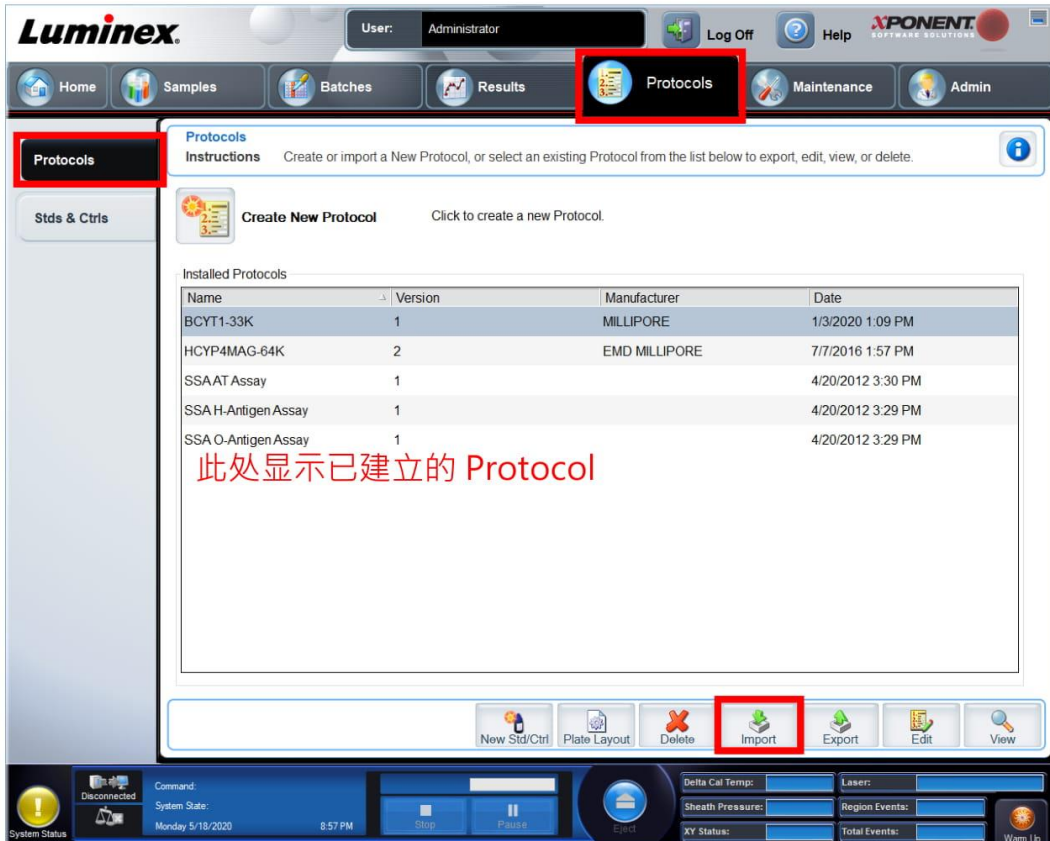 Luminex.
User: Administrator
Log Off
Help
XPONENT.
SOFTWARE SOLUTIONS
Home
Samples
Batches
Results
Protocols
Maintenance
Admin
Protocols
Stds & Ctrls
Protocols
Instructions Create or import a New Protocol, or select an existing Protocol from the list below to export, edit, view, or delete.
Create New Protocol Click to create a new Protocol.
Installed Protocols
Name Version Manufacturer Date
BCYT1-33K 1 MILLIPORE 1/3/2020 1:09 PM
HCYP4MAG-64K 2 EMD MILLIPORE 7/7/2016 1:57 PM
SSA AT Assay 1 4/20/2012 3:30 PM
SSA H-Antigen Assay 1 4/20/2012 3:29 PM
SSA O-Antigen Assay 1 4/20/2012 3:29 PM
此处显示已建立的 Protocol
New Std/Ctrl
Plate Layout
Delete
Import
Export
Edit
View
System Status
Disconnected
Command:
System State:
Monday 5/18/2020 8:57 PM
Stop
Pause
Eject
Delta Cal Temp:
Sheath Pressure:
XY Status:
Laser:
Region Events:
Total Events:
Warm Up